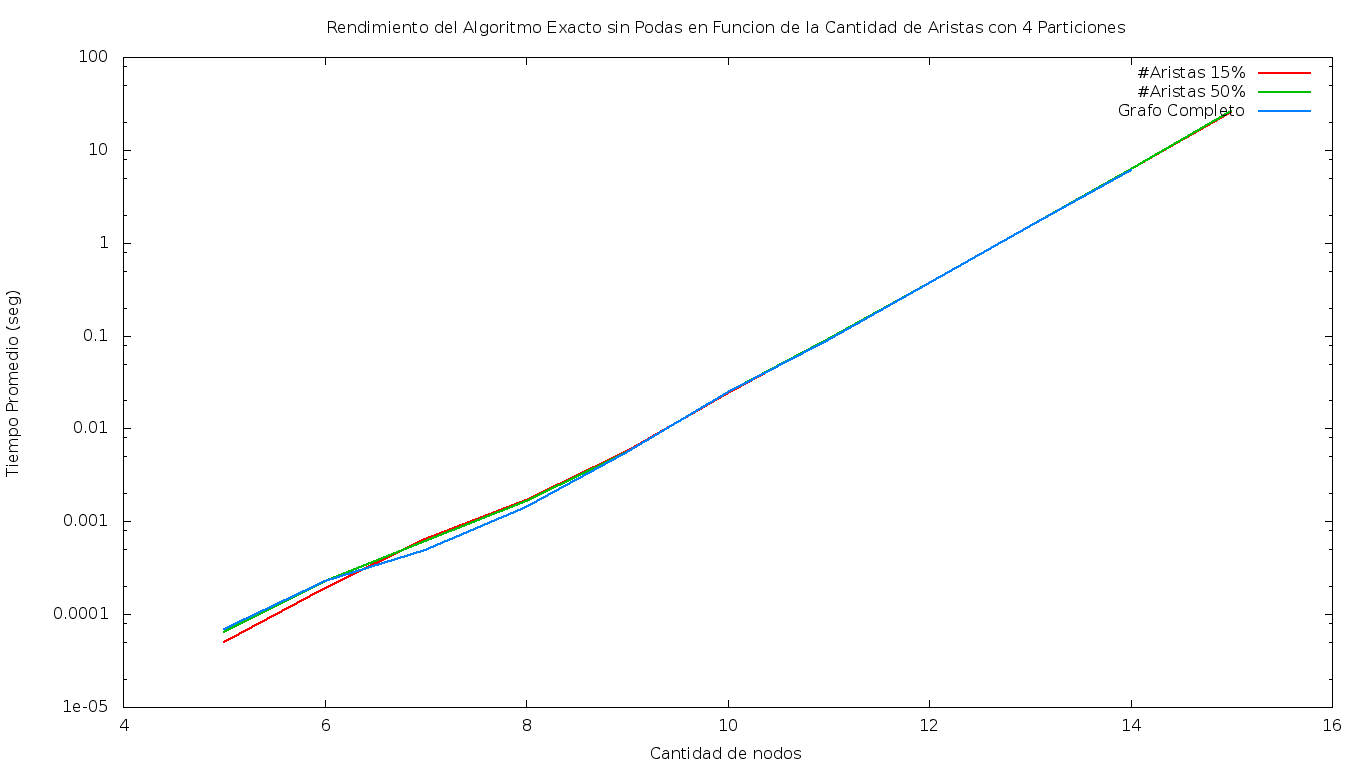 Rendimiento del Algoritmo Exacto sin Podas en Funcion de la Cantidad de Aristas con 4 Particiones
#Aristas 15%
#Aristas 50%
Grafo Completo
Tiempo Promedio (seg)
100
10
1
0.1
0.01
0.001
0.0001
1e-05
4 6 8 10 12 14 16
Cantidad de nodos